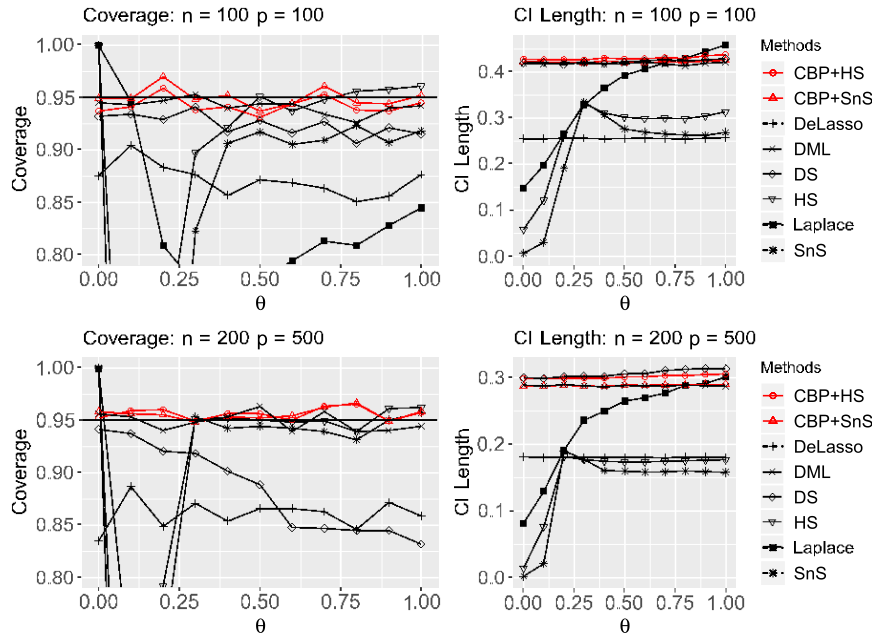 Coverage: n = 100 p = 100
1.00
0.95
0.90
0.85
0.80
Coverage
0.00 0.25 0.50 0.75 1.00
θ
CI Length: n = 100 p = 100
0.4
0.3
0.2
0.1
0.0
CI Length
0.00 0.25 0.50 0.75 1.00
θ
Methods
CBP+HS
CBP+SnS
DeLasso
DML
DS
HS
Laplace
SnS
Coverage: n = 200 p = 500
1.00
0.95
0.90
0.85
0.80
Coverage
0.00 0.25 0.50 0.75 1.00
θ
CI Length: n = 200 p = 500
0.3
0.2
0.1
0.0
CI Length
0.00 0.25 0.50 0.75 1.00
θ
Methods
CBP+HS
CBP+SnS
DeLasso
DML
DS
HS
Laplace
SnS